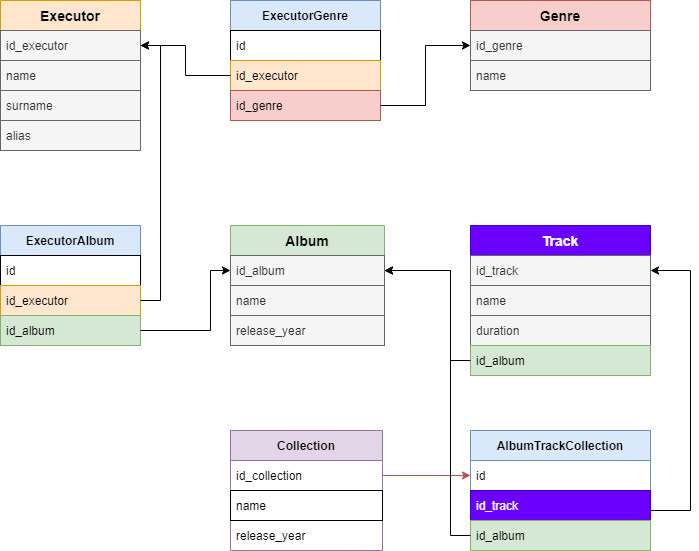 Executor
id_executor
name
surname
alias
ExecutorGenre
id
id_executor
id_genre
Genre
id_genre
name
ExecutorAlbum
id
id_executor
id_album
Album
id_album
name
release_year
Track
id_track
name
duration
id_album
Collection
id_collection
name
release_year
AlbumTrackCollection
id
id_track
id_album